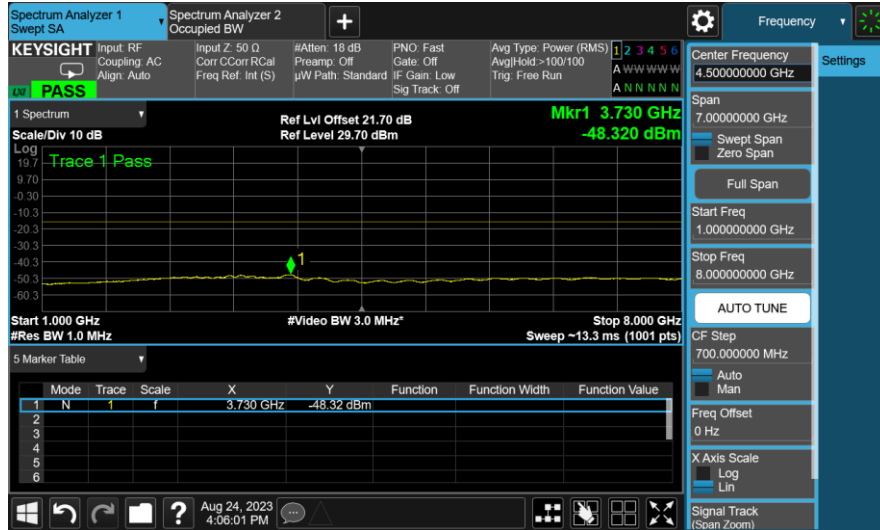 Spectrum Analyzer 1
Swept SA
Spectrum Analyzer 2
Occupied BW
+
Frequency
KEYSIGHT
Input: RF
Coupling: AC
Align: Auto
Input Z: 50 Ω
Corr CCorr RCal
Freq Ref: Int (S)
#Atten: 18 dB
Preamp: Off
µW Path: Standard
PNO: Fast
Gate: Off
IF Gain: Low
Sig Track: Off
Avg Type: Power (RMS)
Avg|Hold:>100/100
Trig: Free Run
1 2 3 4 5 6
A W W W W W
A N N N N N
LXI
PASS
1 Spectrum
Scale/Div 10 dB
Ref Lvl Offset 21.70 dB
Ref Level 29.70 dBm
Mkr1 3.730 GHz
-48.320 dBm
Log
Trace 1 Pass
19.7
9.70
-0.30
-10.3
-20.3
-30.3
-40.3
-50.3
-60.3
1
Start 1.000 GHz
#Res BW 1.0 MHz
#Video BW 3.0 MHz*
Stop 8.000 GHz
Sweep ~13.3 ms (1001 pts)
5 Marker Table
Mode Trace Scale X Y Function Function Width Function Value
1 N 1 f 3.730 GHz -48.32 dBm
2
3
4
5
6
?
Aug 24, 2023
4:06:01 PM
Center Frequency
4.500000000 GHz
Settings
Span
7.00000000 GHz
Swept Span
Zero Span
Full Span
Start Freq
1.000000000 GHz
Stop Freq
8.000000000 GHz
AUTO TUNE
CF Step
700.000000 MHz
Auto
Man
Freq Offset
0 Hz
X Axis Scale
Log
Lin
Signal Track
(Span Zoom)